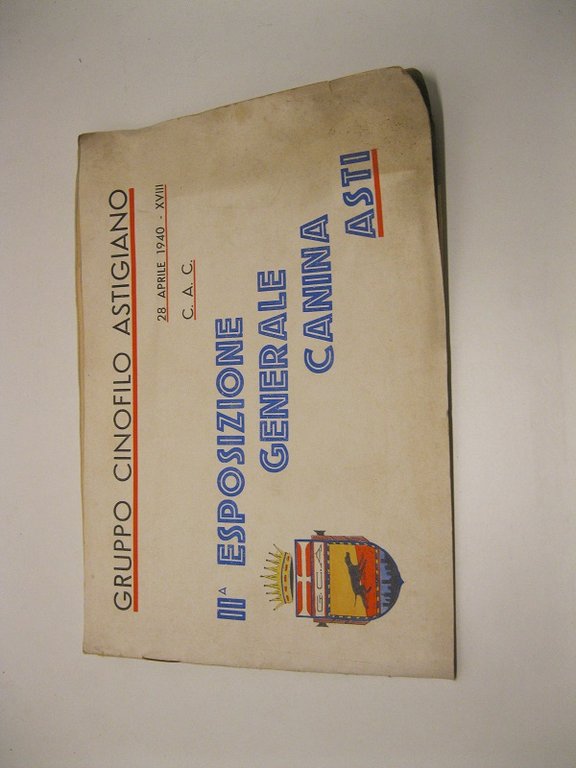 GRUPPO CINOFILO ASTIGIANO
28 APRILE 1940 - XVIII
C. A. C.
IIA ESPOSIZIONE
GENERALE
CANINA
ASTI
G.C.A